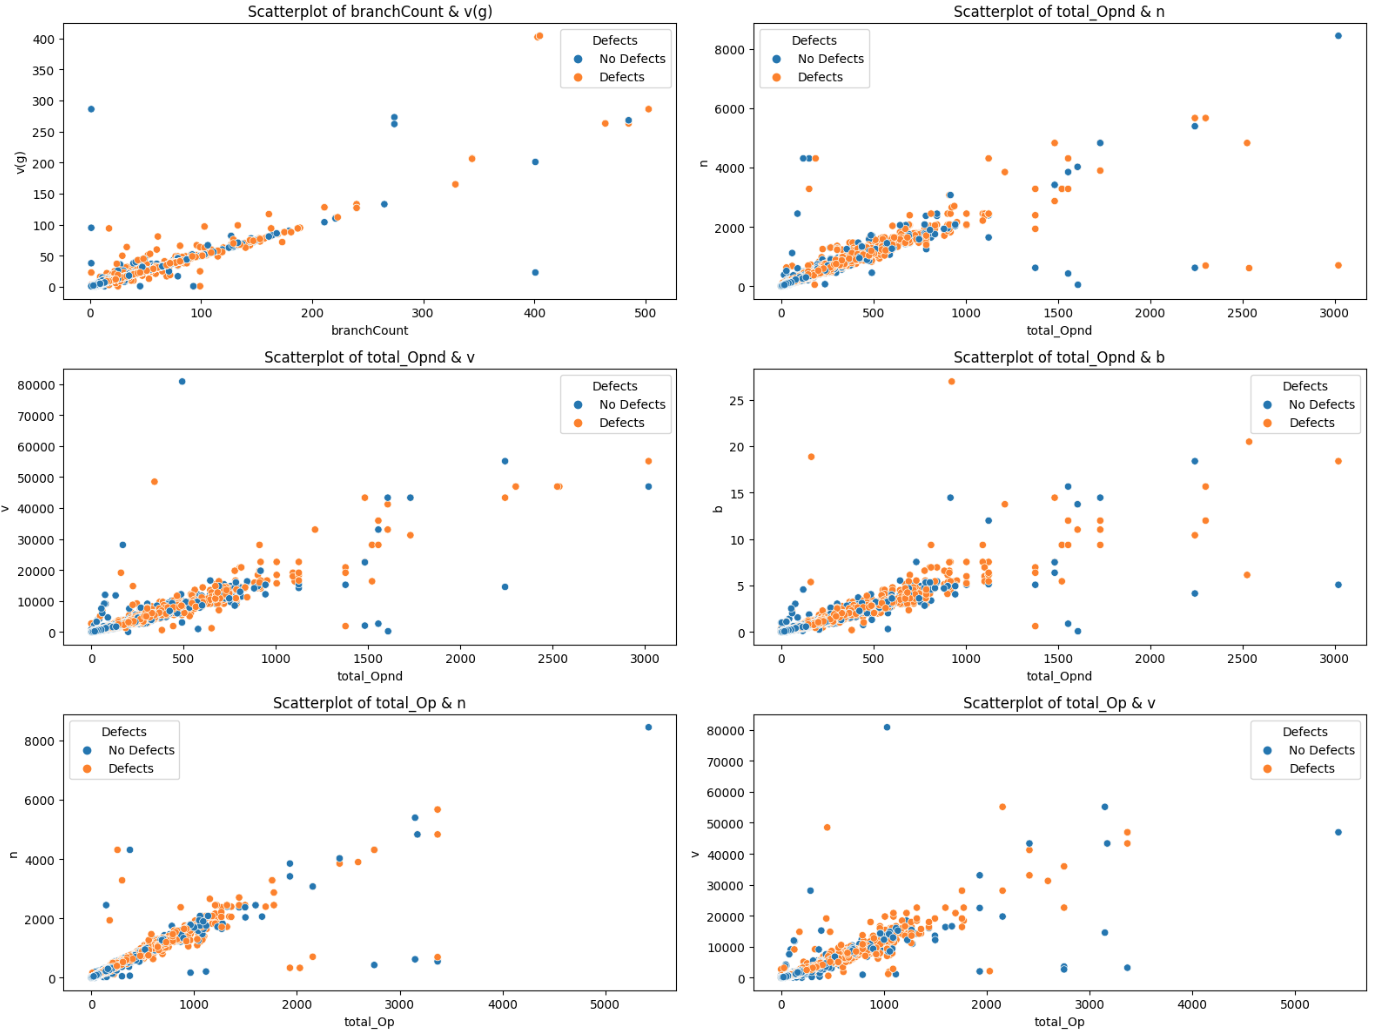 Scatterplot of branchCount & v(g)
400
350
300
250
200
150
100
50
0
v(g)
Defects
No Defects
Defects
0 100 200 300 400 500
branchCount
Scatterplot of total_Opnd & n
8000
6000
4000
2000
0
n
Defects
No Defects
Defects
0 500 1000 1500 2000 2500 3000
total_Opnd
Scatterplot of total_Opnd & v
80000
70000
60000
50000
40000
30000
20000
10000
0
v
Defects
No Defects
Defects
0 500 1000 1500 2000 2500 3000
total_Opnd
Scatterplot of total_Opnd & b
25
20
15
10
5
0
b
Defects
No Defects
Defects
0 500 1000 1500 2000 2500 3000
total_Opnd
Scatterplot of total_Op & n
8000
6000
4000
2000
0
n
Defects
No Defects
Defects
0 1000 2000 3000 4000 5000
total_Op
Scatterplot of total_Op & v
80000
70000
60000
50000
40000
30000
20000
10000
0
v
Defects
No Defects
Defects
0 1000 2000 3000 4000 5000
total_Op